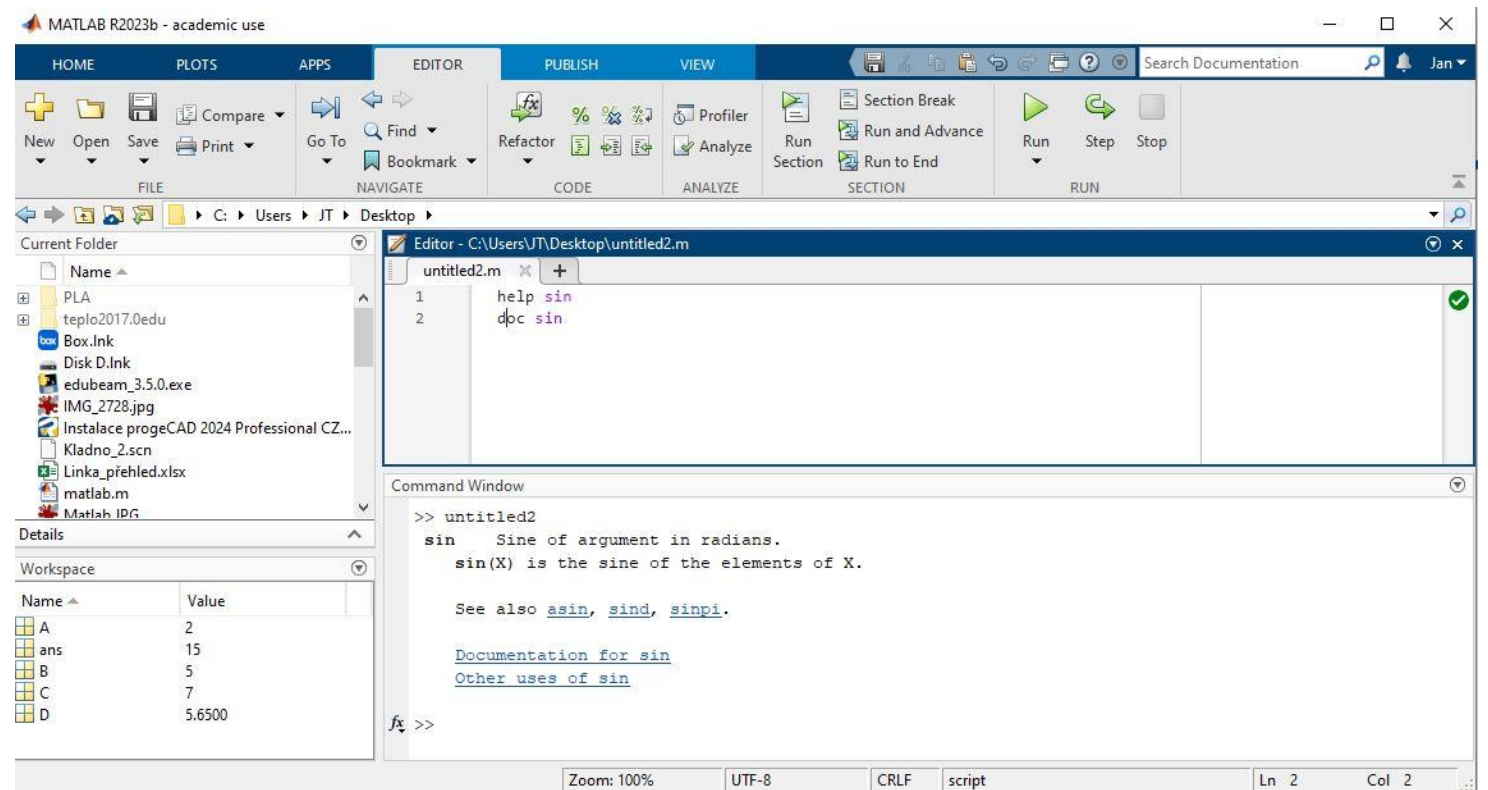 MATLAB R2023b - academic use
HOME PLOTS APPS EDITOR PUBLISH VIEW Search Documentation Jan
New Open Save Compare Print Go To Find Bookmark Refactor Profiler Analyze Run Section Section Break Run and Advance Run to End Run Step Stop
FILE NAVIGATE CODE ANALYZE SECTION RUN
C: Users JT Desktop
Current Folder
Name
PLA
teplo2017.0edu
Box.lnk
Disk D.lnk
edubeam_3.5.0.exe
IMG_2728.jpg
Instalace progeCAD 2024 Professional CZ...
Kladno_2.scn
Linka_přehled.xlsx
matlab.m
Matlab JPG
Details
Workspace
Name Value
A 2
ans 15
B 5
C 7
D 5.6500
Editor - C:\Users\JT\Desktop\untitled2.m
untitled2.m
1 help sin
2 doc sin
Command Window
>> untitled2
sin Sine of argument in radians.
sin(X) is the sine of the elements of X.
See also asin, sind, sinpi.
Documentation for sin
Other uses of sin
fx >>
Zoom: 100% UTF-8 CRLF script Ln 2 Col 2